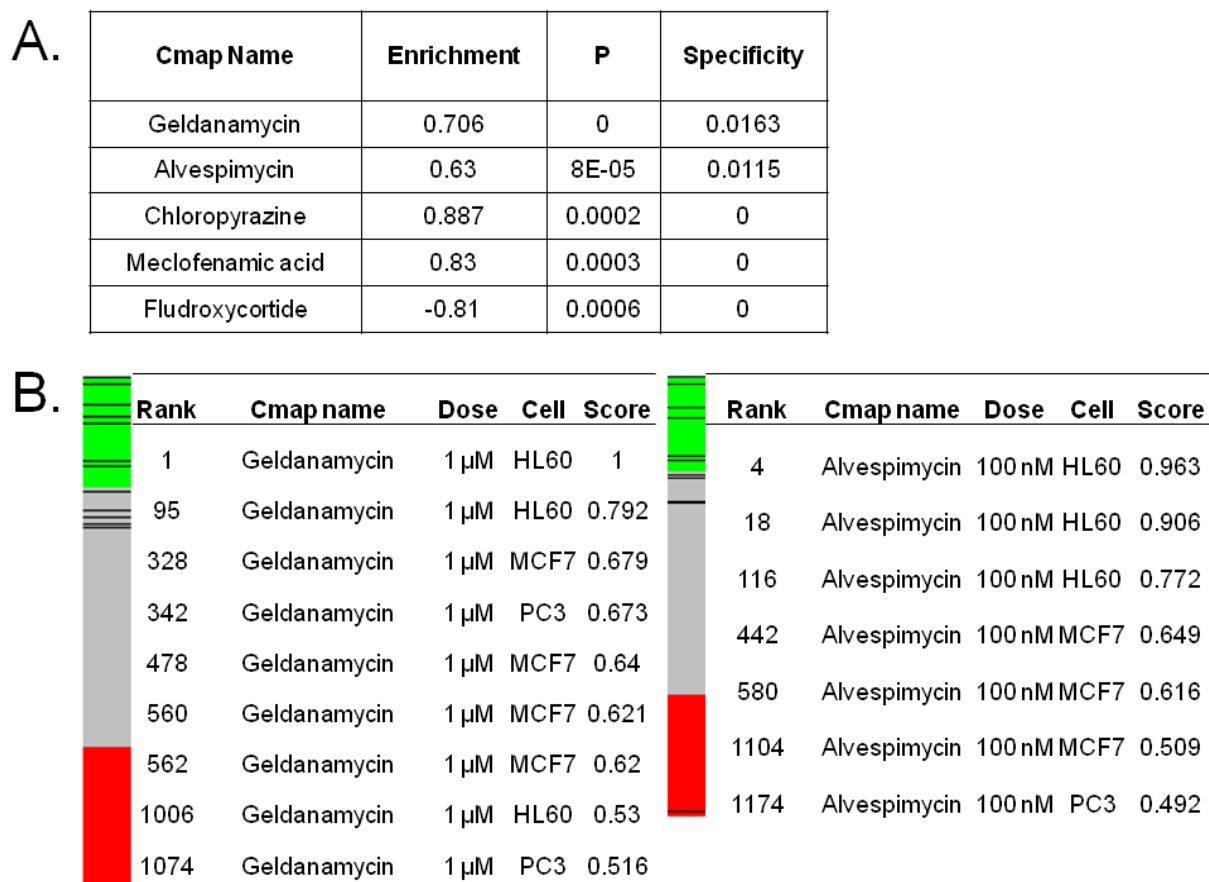 A.
Cmap Name Enrichment P Specificity
Geldanamycin 0.706 0 0.0163
Alvespimycin 0.63 8E-05 0.0115
Chloropyrazine 0.887 0.0002 0
Meclofenamic acid 0.83 0.0003 0
Fludroxycortide -0.81 0.0006 0
B.
Rank Cmap name Dose Cell Score
1 Geldanamycin 1 µM HL60 1
95 Geldanamycin 1 µM HL60 0.792
328 Geldanamycin 1 µM MCF7 0.679
342 Geldanamycin 1 µM PC3 0.673
478 Geldanamycin 1 µM MCF7 0.64
560 Geldanamycin 1 µM MCF7 0.621
562 Geldanamycin 1 µM MCF7 0.62
1006 Geldanamycin 1 µM HL60 0.53
1074 Geldanamycin 1 µM PC3 0.516
Rank Cmap name Dose Cell Score
4 Alvespimycin 100 nM HL60 0.963
18 Alvespimycin 100 nM HL60 0.906
116 Alvespimycin 100 nM HL60 0.772
442 Alvespimycin 100 nM MCF7 0.649
580 Alvespimycin 100 nM MCF7 0.616
1104 Alvespimycin 100 nM MCF7 0.509
1174 Alvespimycin 100 nM PC3 0.492